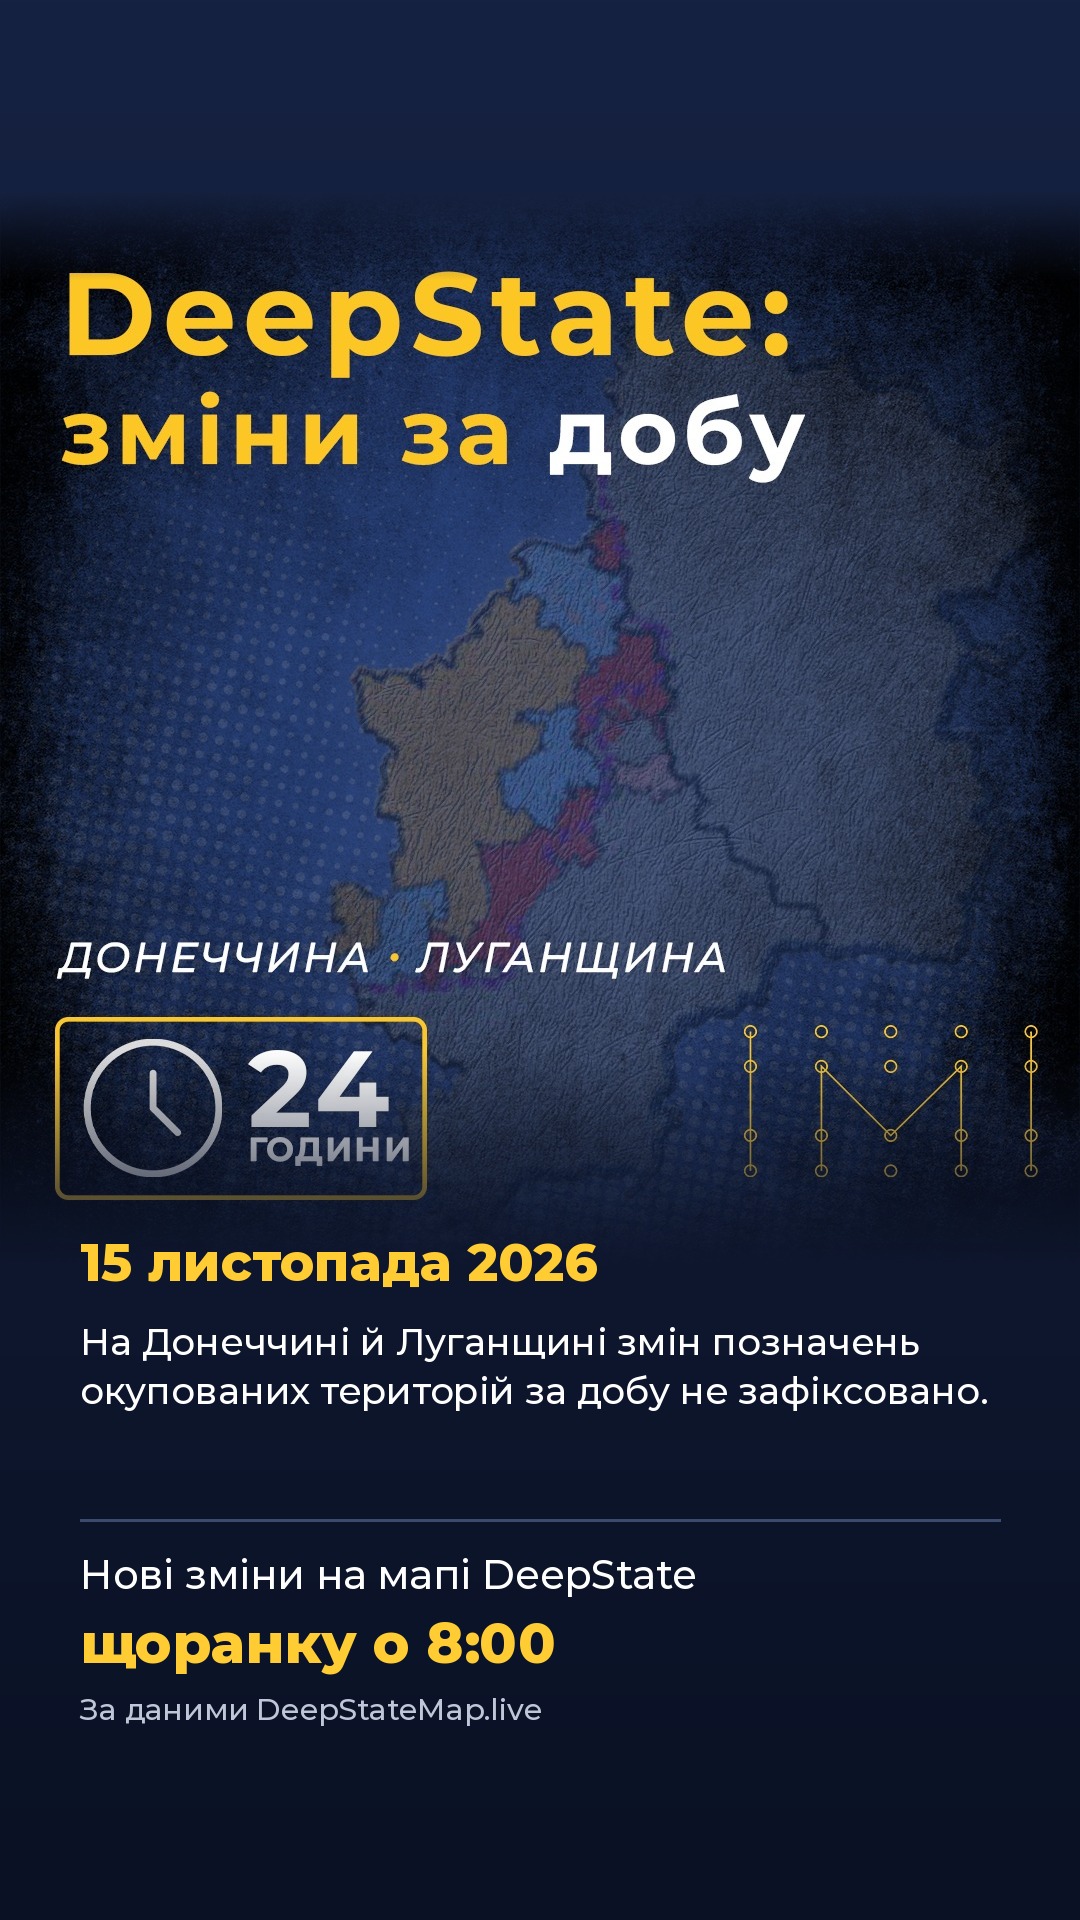 DeepState:
зміни за добу
ДОНЕЧЧИНА · ЛУГАНЩИНА
24
години
ІМІ
15 листопада 2026
На Донеччині й Луганщині змін позначень
окупованих територій за добу не зафіксовано.
Нові зміни на мапі DeepState
щоранку о 8:00
За даними DeepStateMap.live